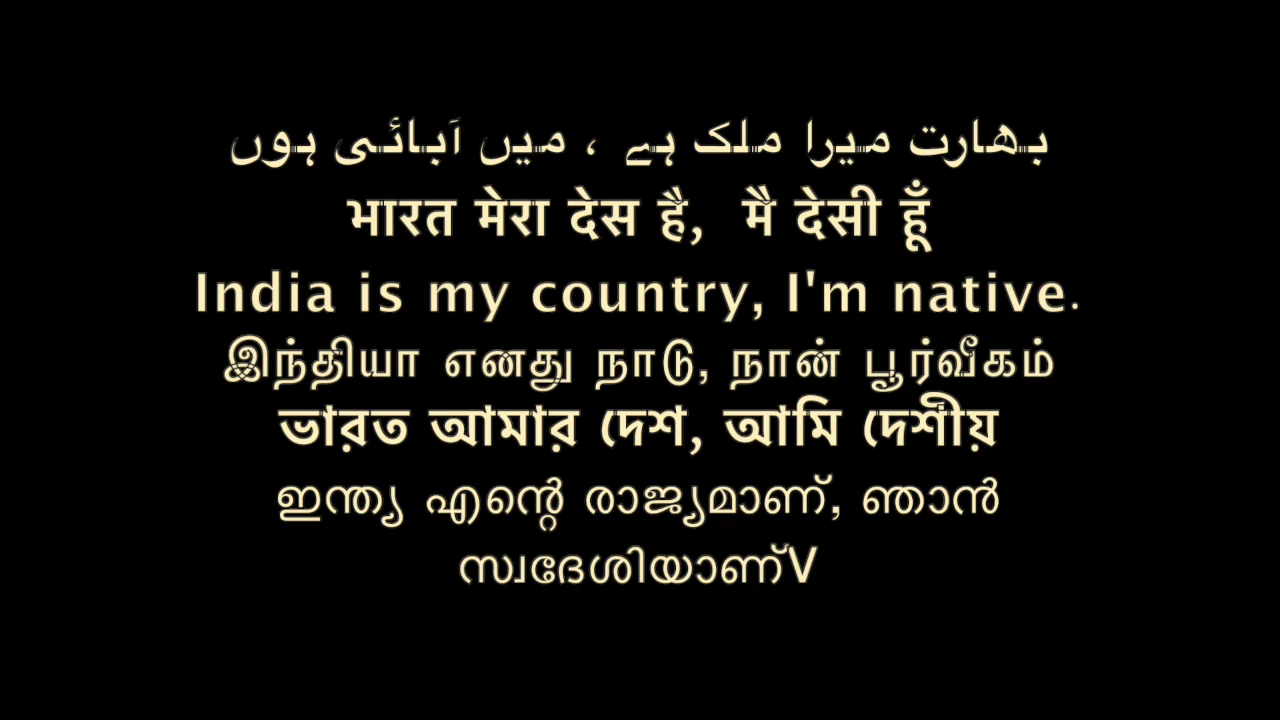 بھارت میرا ملک ہے ، میں آبائی ہوں
भारत मेरा देस है, मै देसी हूँ
India is my country, I'm native.
இந்தியா எனது நாடு, நான் பூர்வீகம்
ভারত আমার দেশ, আমি দেশীয়
ഇന്ത്യ എന്റെ രാജ്യമാണ്, ഞാൻ
സ്വദേശിയാണ്V